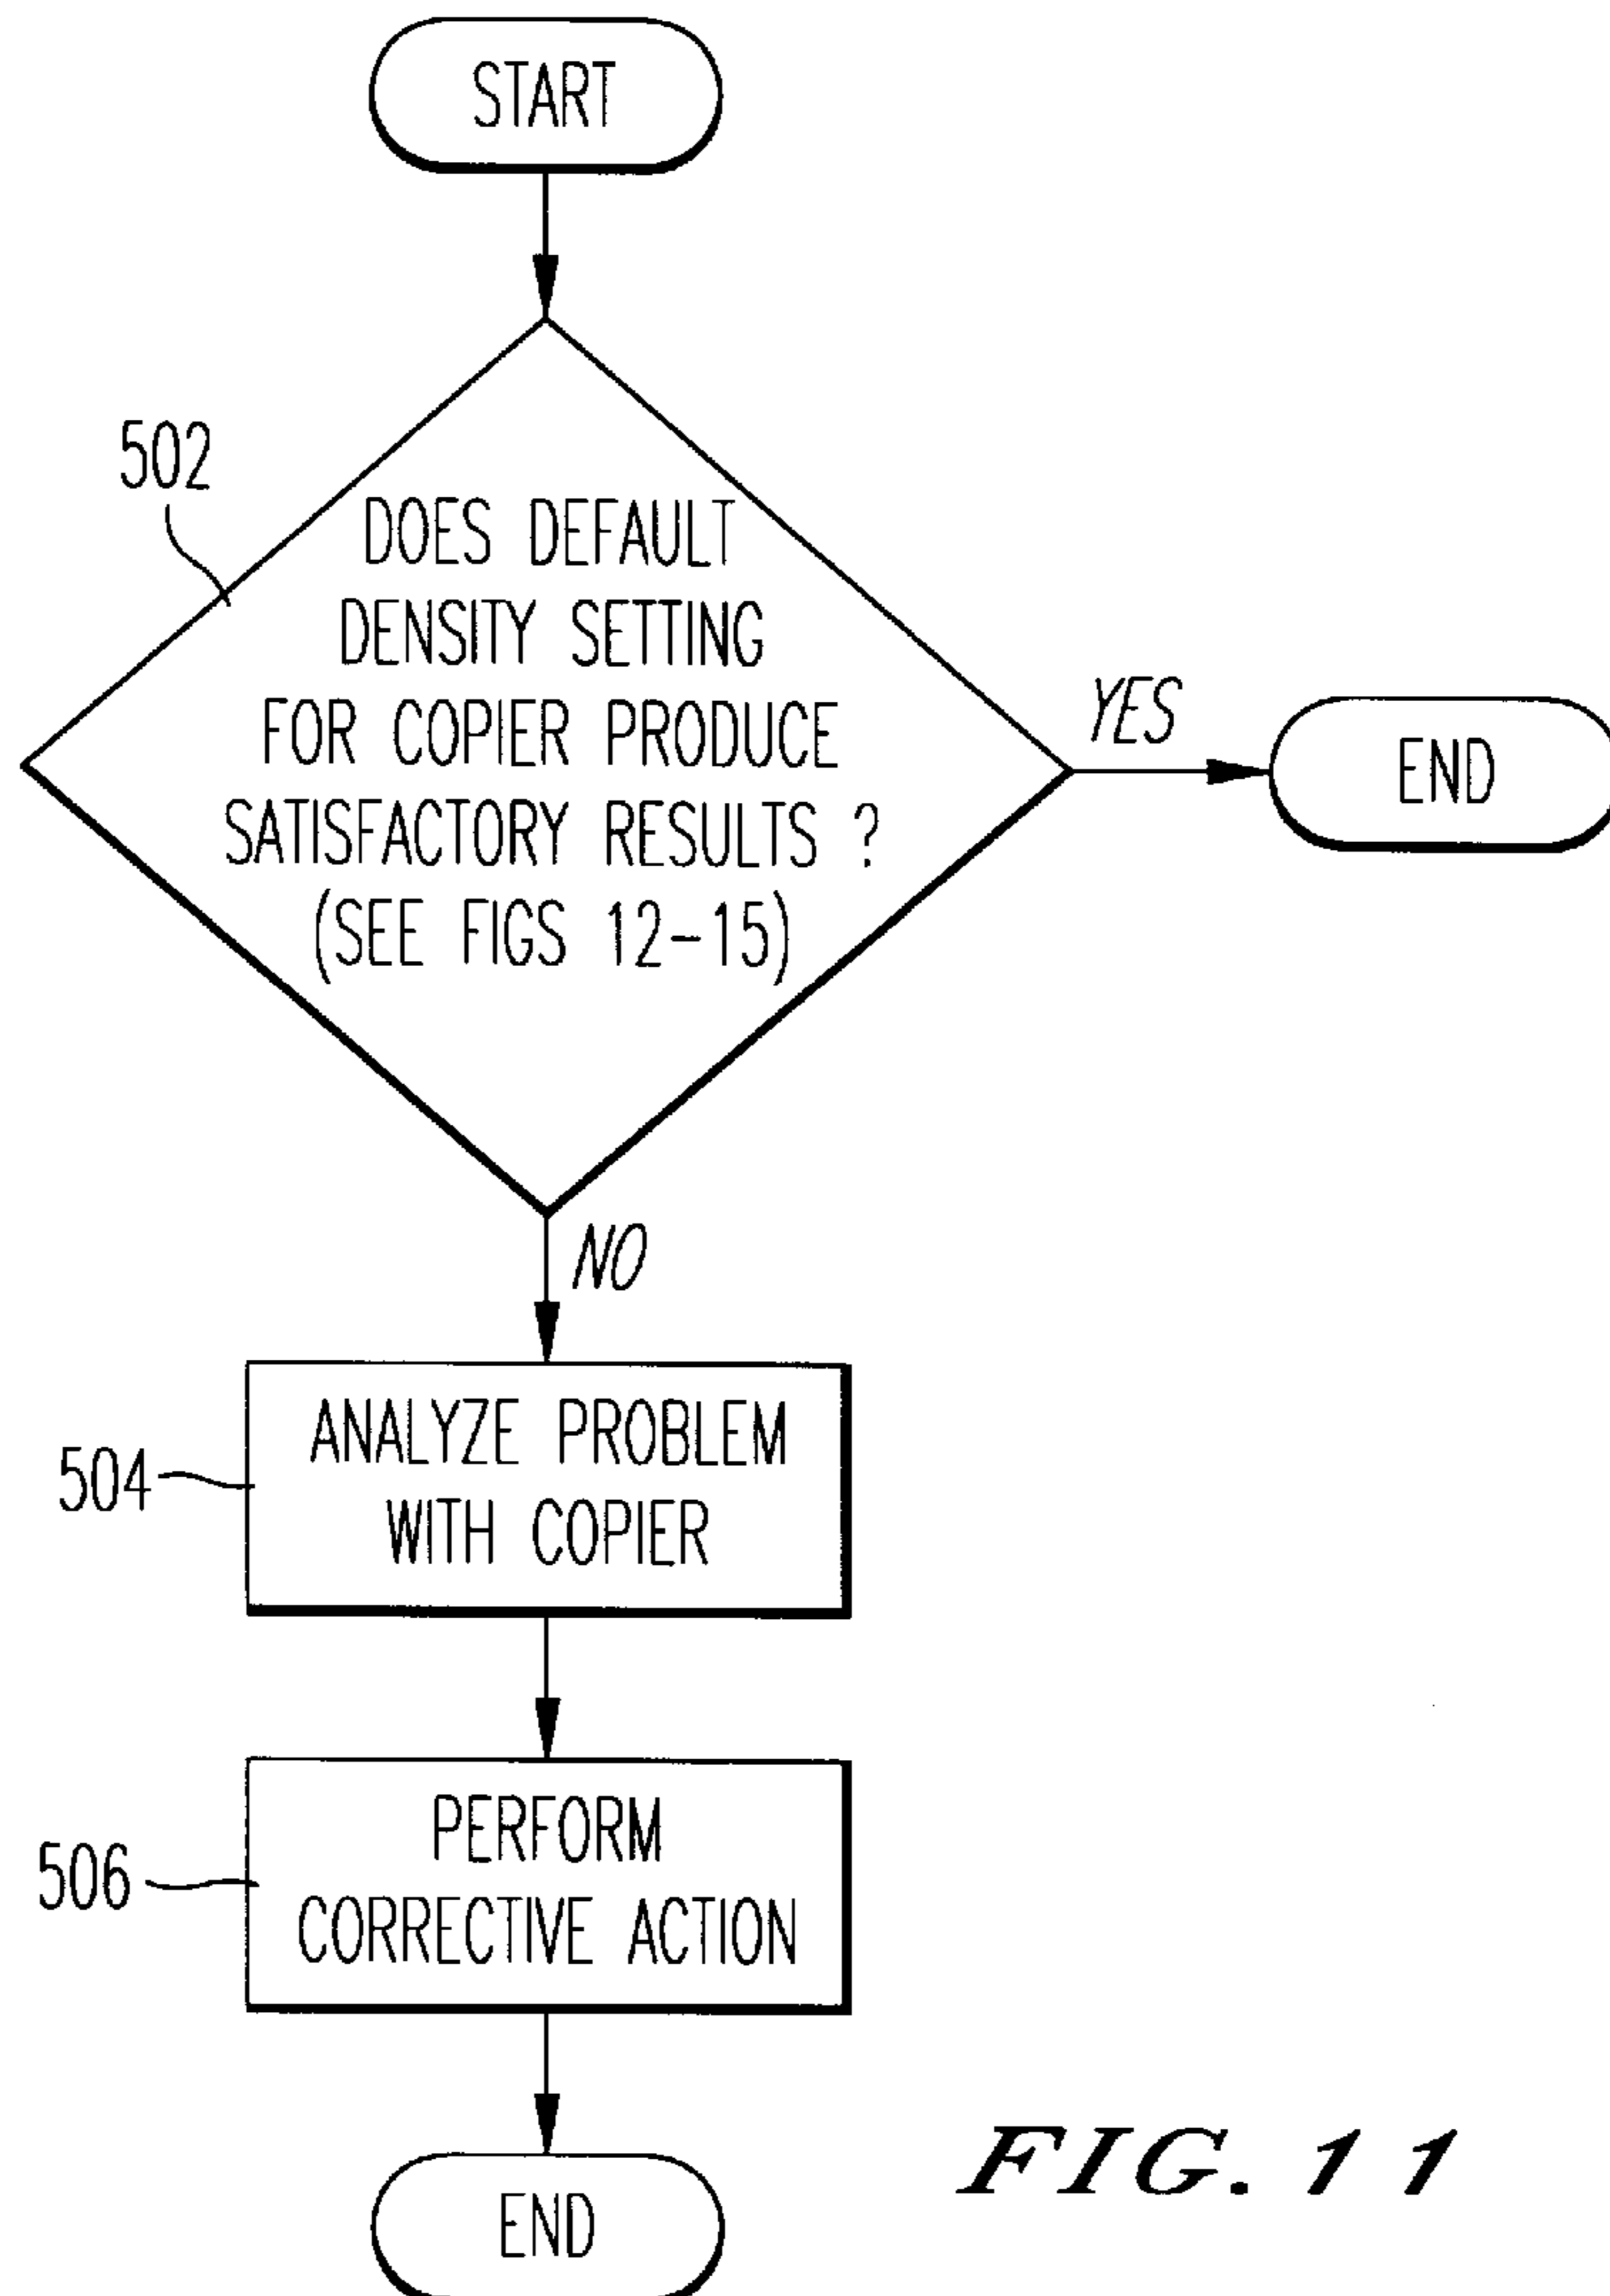 START
502
DOES DEFAULT
DENSITY SETTING
FOR COPIER PRODUCE
SATISFACTORY RESULTS ?
(SEE FIGS 12-15)
YES
END
NO
504
ANALYZE PROBLEM
WITH COPIER
506
PERFORM
CORRECTIVE ACTION
END
FIG. 11